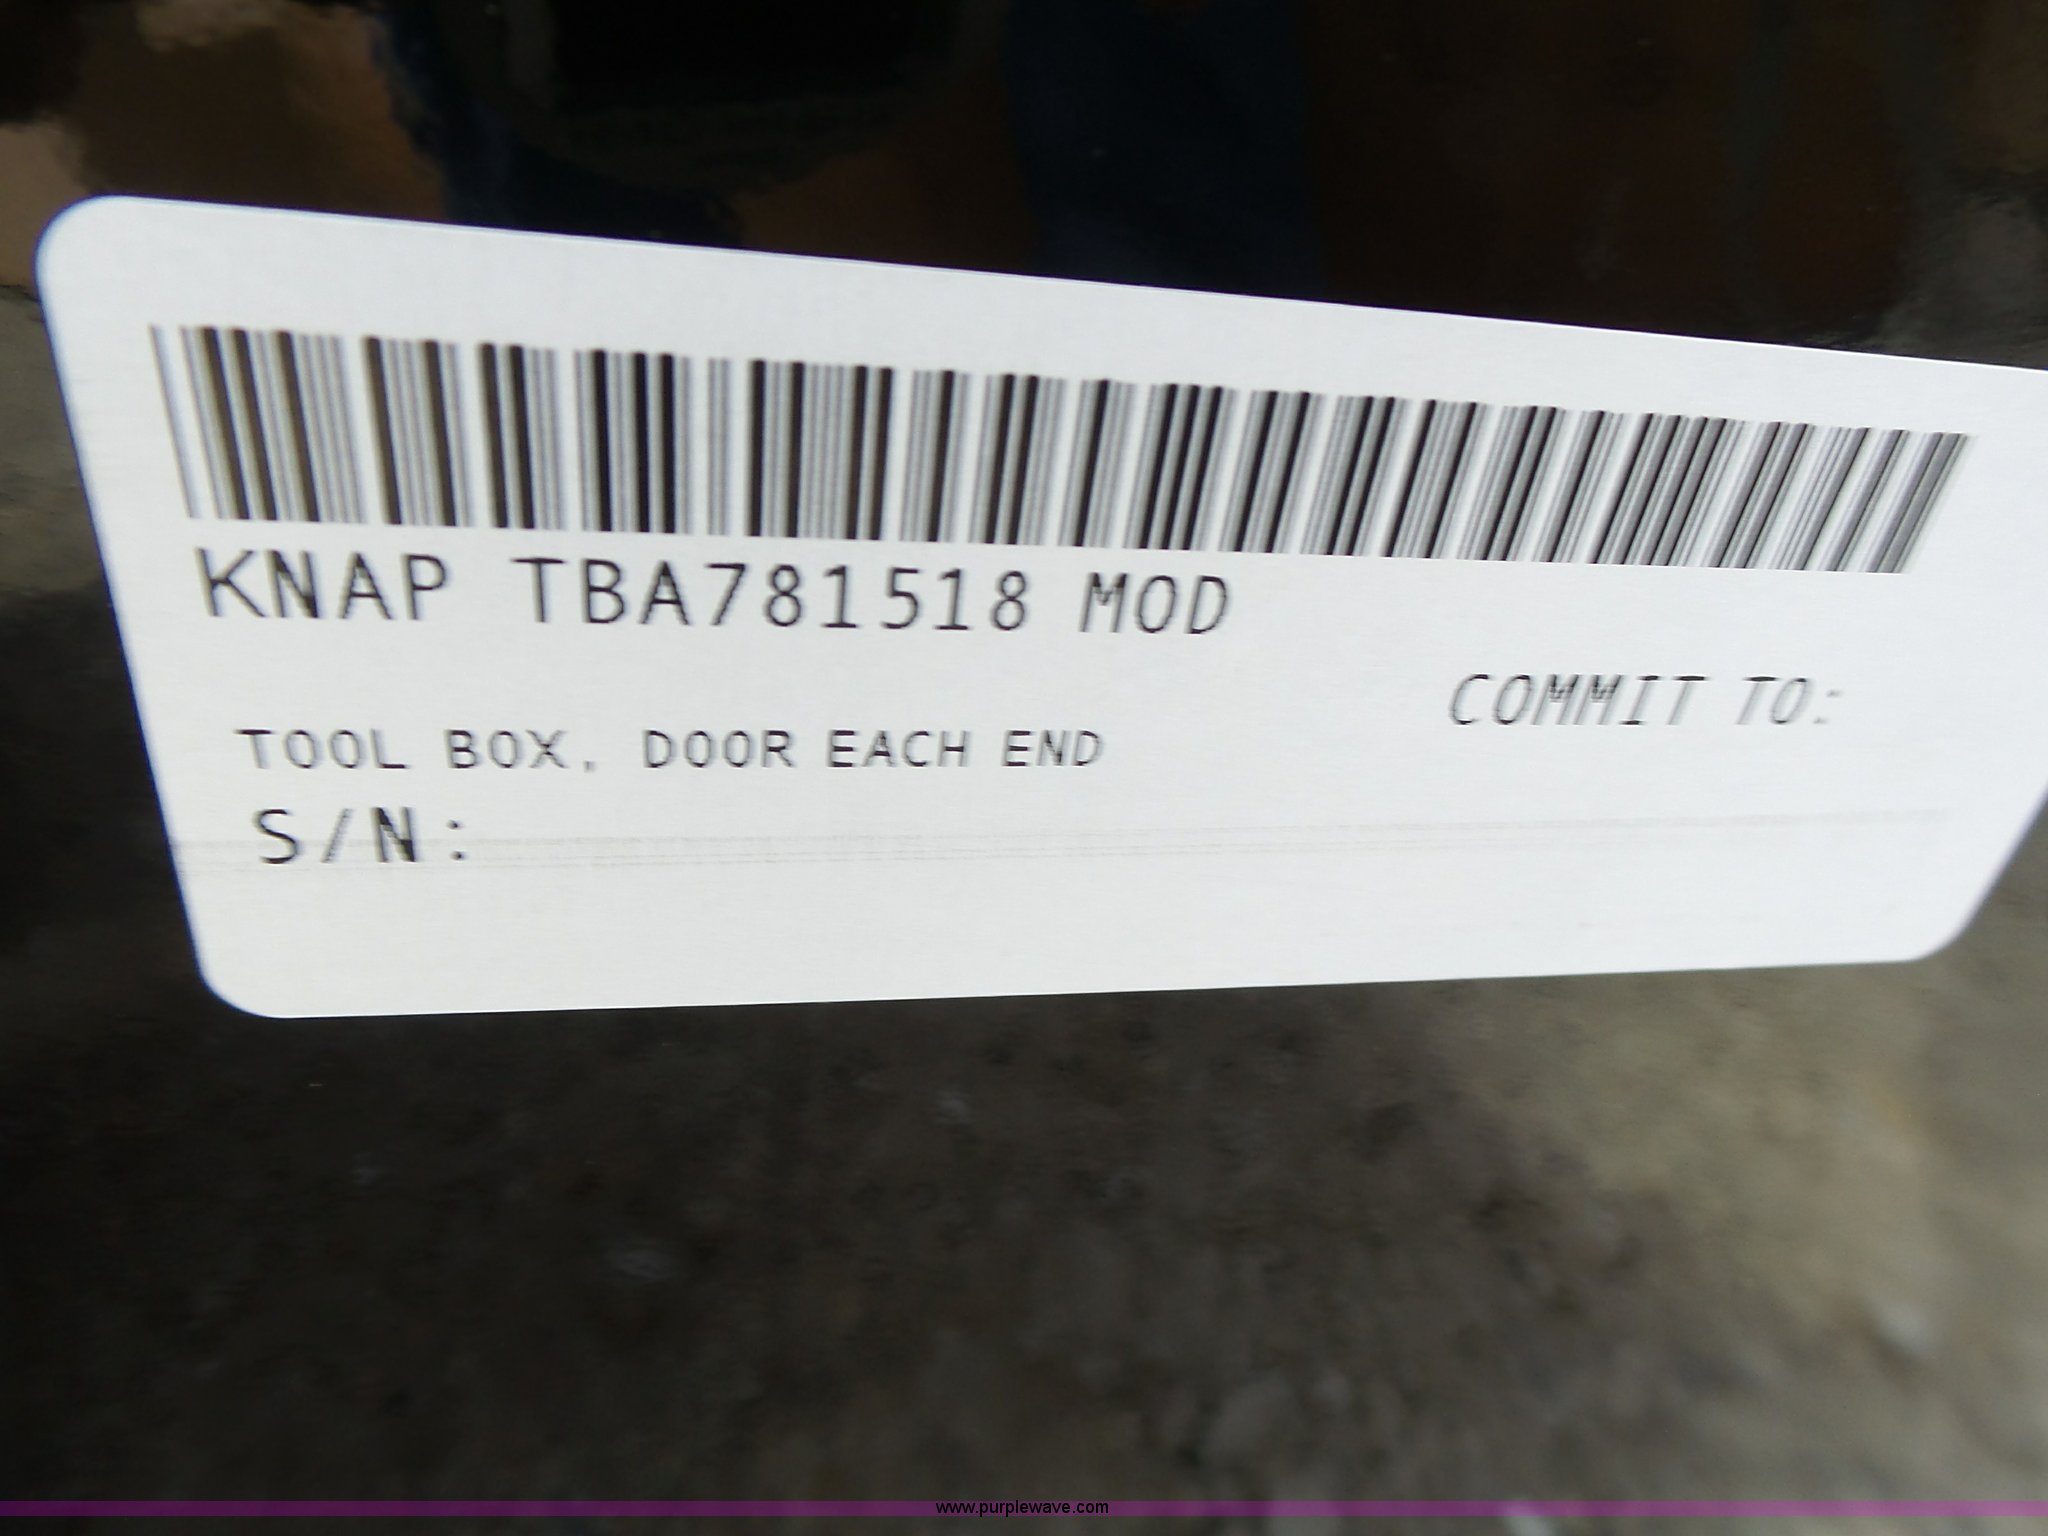 KNAP TBA781518 MOD
COMMIT TO:
TOOL BOX, DOOR EACH END
S/N:
www.purplewave.com